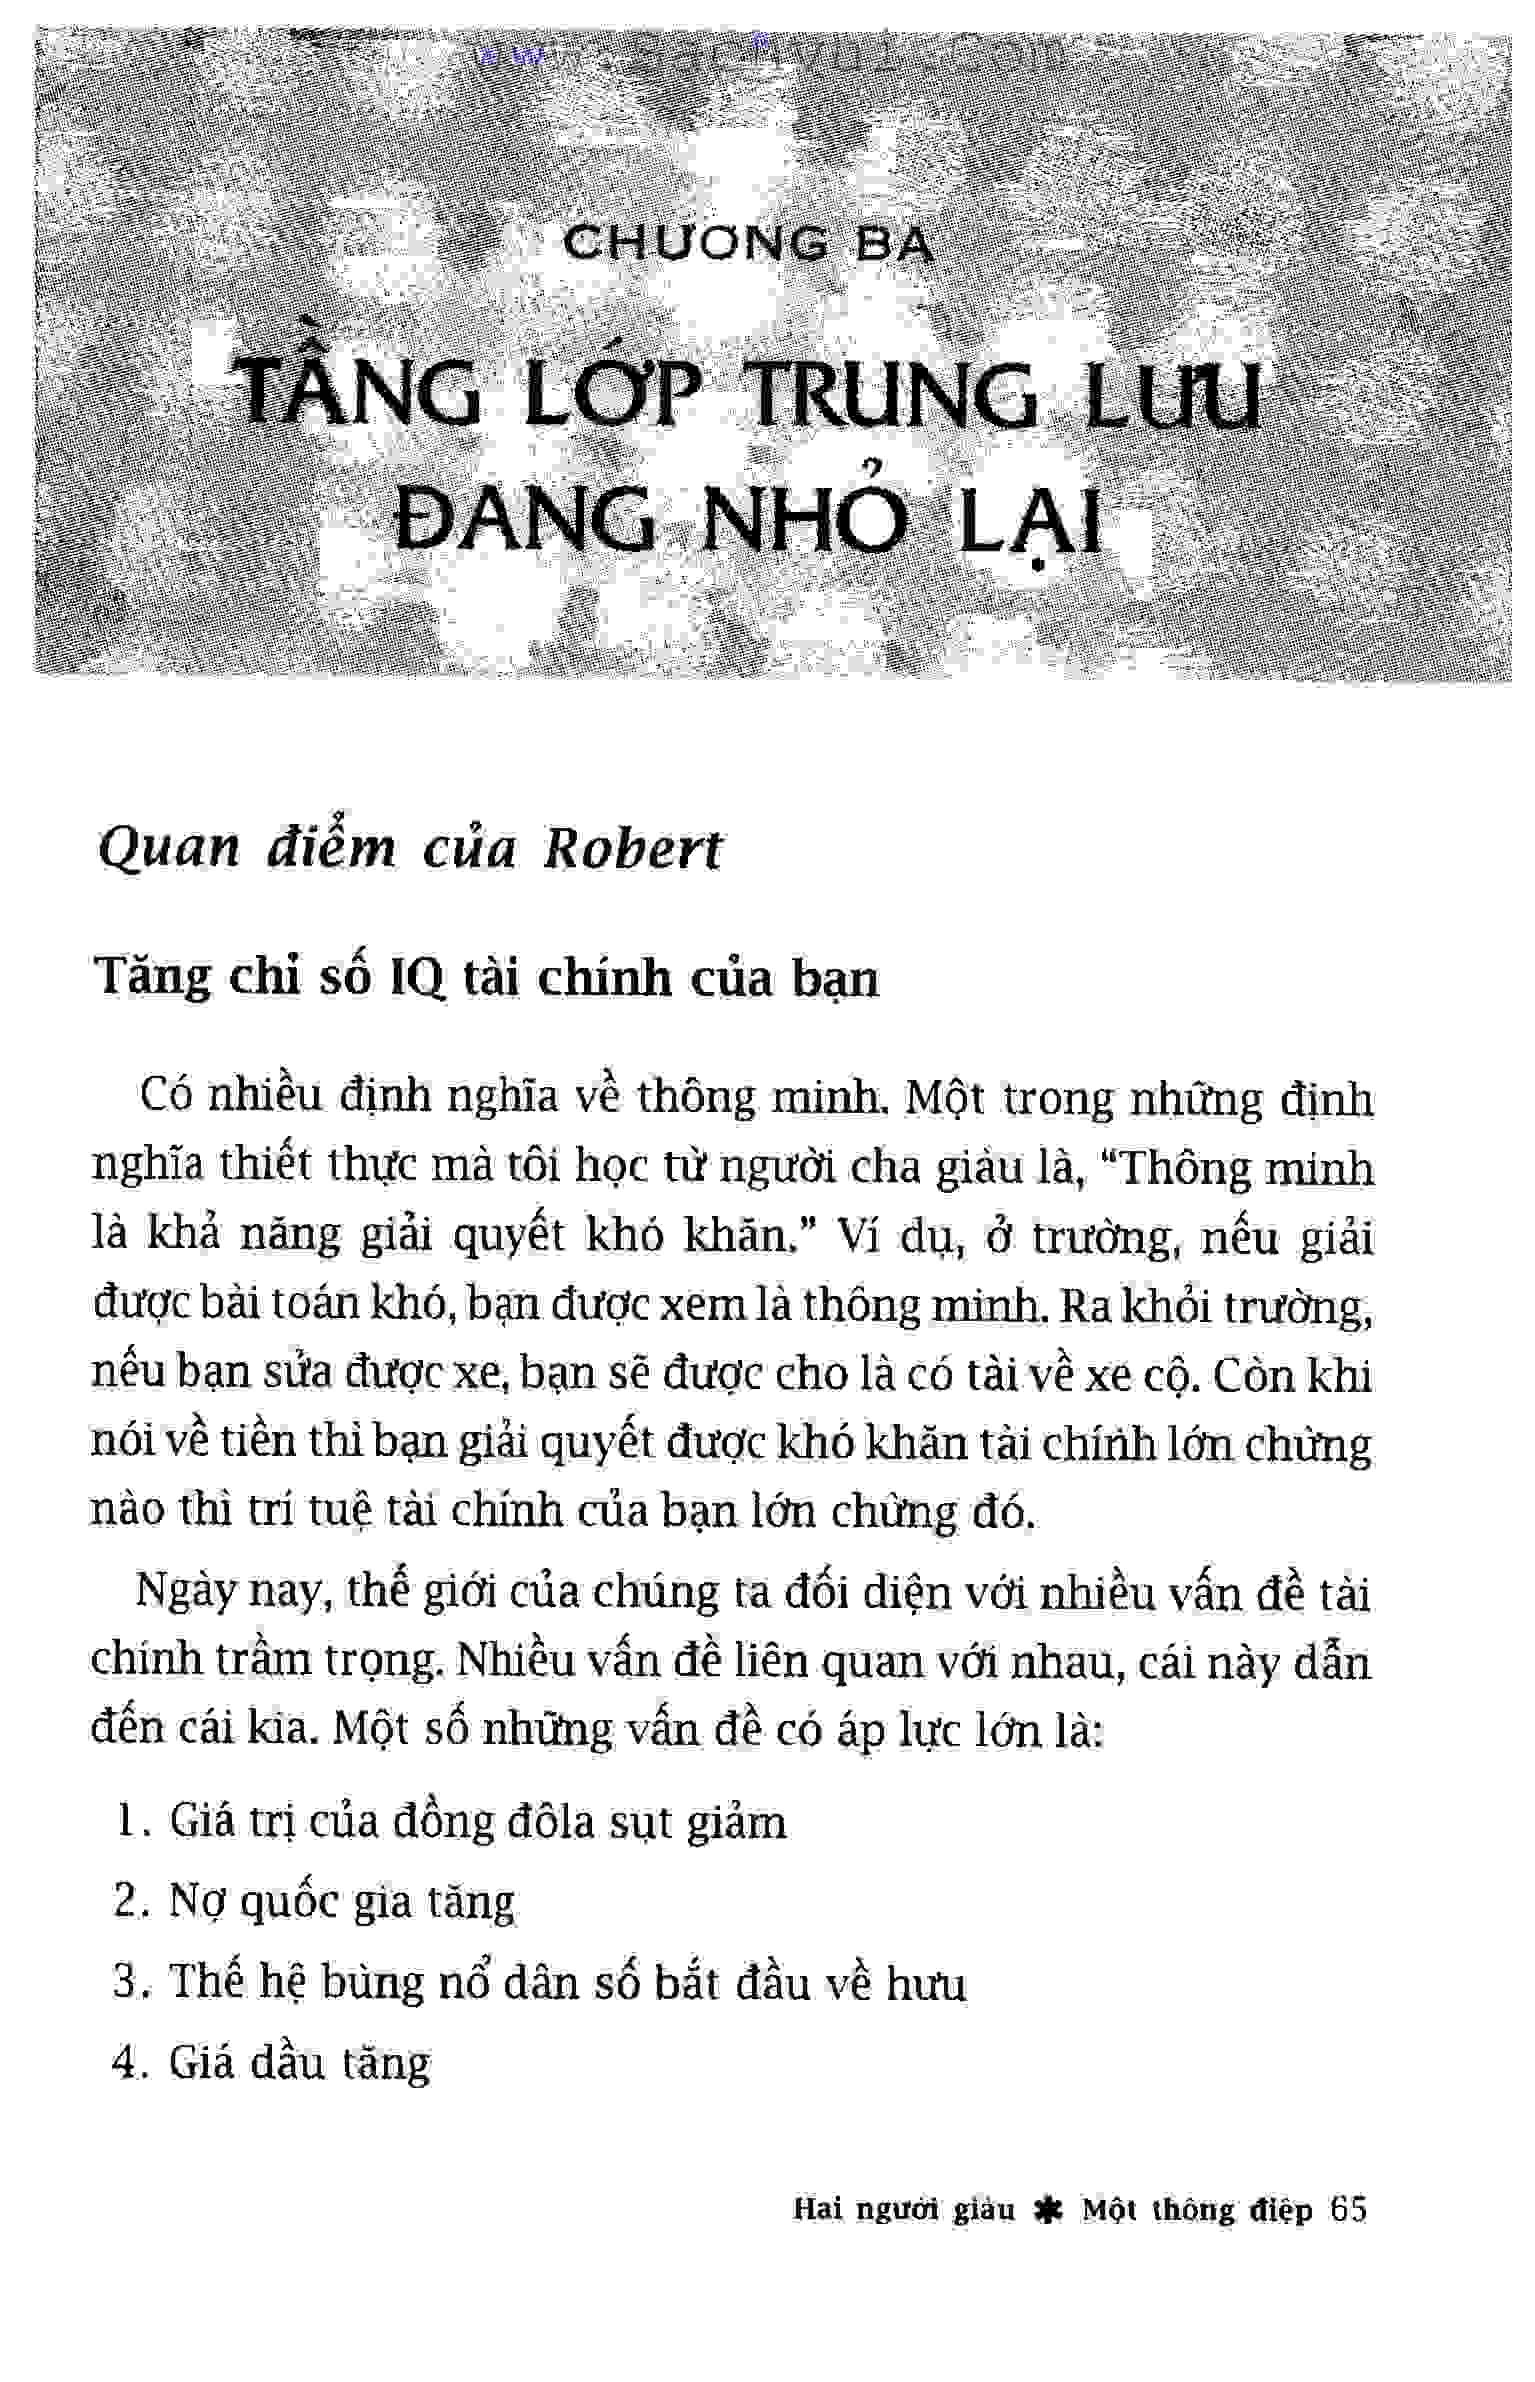 CHƯƠNG BA
TẦNG LỚP TRUNG LƯU
ĐANG NHỎ LẠI
Quan điểm của Robert
Tăng chỉ số IQ tài chính của bạn
Có nhiều định nghĩa về thông minh. Một trong những định
nghĩa thiết thực mà tôi học từ người cha giàu là, “Thông minh
là khả năng giải quyết khó khăn.” Ví dụ, ở trường, nếu giải
được bài toán khó, bạn được xem là thông minh. Ra khỏi trường,
nếu bạn sửa được xe, bạn sẽ được cho là có tài về xe cộ. Còn khi
nói về tiền thì bạn giải quyết được khó khăn tài chính lớn chừng
nào thì trí tuệ tài chính của bạn lớn chừng đó.
Ngày nay, thế giới của chúng ta đối diện với nhiều vấn đề tài
chính trầm trọng. Nhiều vấn đề liên quan với nhau, cái này dẫn
đến cái kia. Một số những vấn đề có áp lực lớn là:
1. Giá trị của đồng đôla sụt giảm
2. Nợ quốc gia tăng
3. Thế hệ bùng nổ dân số bắt đầu về hưu
4. Giá dầu tăng
Hai người giàu ✱ Một thông điệp 65